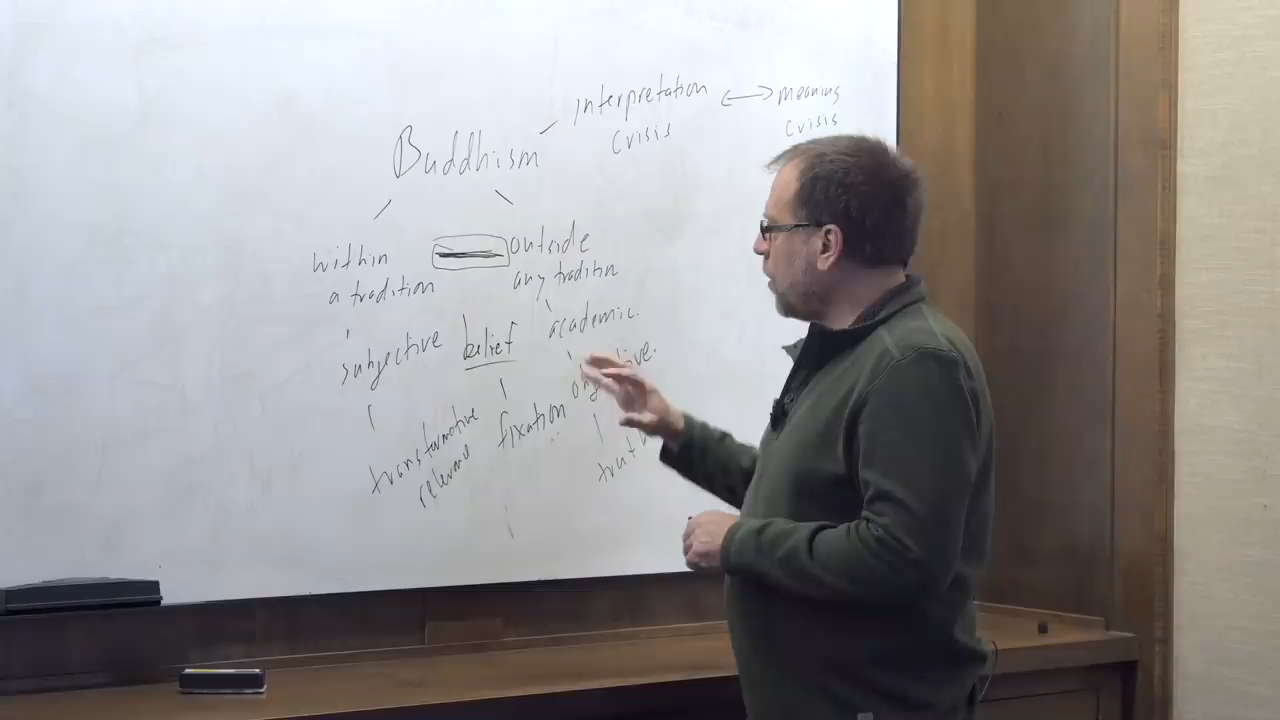 interpretation ↔ meaning
crisis crisis
Buddhism
within outside
a tradition any tradition
subjective belief academic.
transformative fixation
relevance